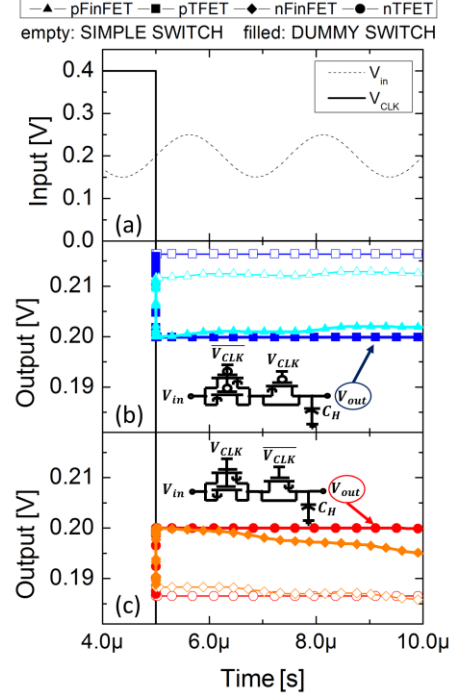 pFinFET pTFET nFinFET nTFET
empty: SIMPLE SWITCH filled: DUMMY SWITCH
0.4
0.3
0.2
0.1
0.0
Input [V]
V_in
V_CLK
(a)
0.21
0.20
0.19
Output [V]
V_CLK V_CLK
V_in
V_out
C_H
(b)
0.21
0.20
0.19
Output [V]
V_CLK V_CLK
V_in
V_out
C_H
(c)
4.0µ 6.0µ 8.0µ 10.0µ
Time [s]